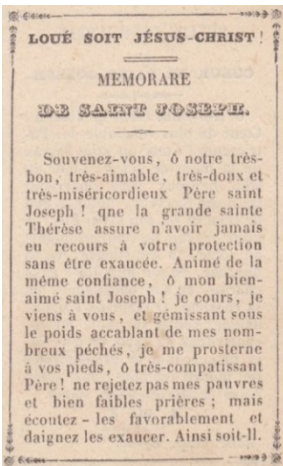 LOUÉ SOIT JÉSUS-CHRIST!
MEMORARE
DE SAINT JOSEPH.
Souvenez-vous, ô notre très-
bon, très-aimable, très-doux et
très-miséricordieux Père saint
Joseph! qne la grande sainte
Thérèse assure n'avoir jamais
eu recours à votre protection
sans être exaucée. Animé de la
même confiance, ô mon bien-
aimé saint Joseph! je cours, je
viens à vous, et gémissant sous
le poids accablant de mes nom-
breux péchés, je me prosterne
à vos pieds, ô très-compatissant
Père! ne rejetez pas mes pauvres
et bien faibles prières; mais
écoutez-les favorablement et
daignez les exaucer. Ainsi soit-Il.